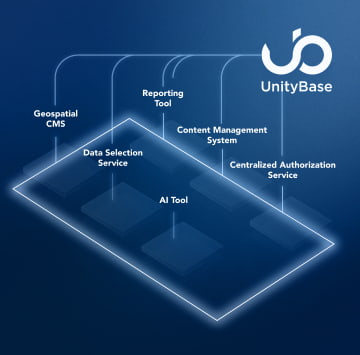 UnityBase
Reporting
Tool
Geospatial
CMS
Content Management
System
Data Selection
Service
Centralized Authorization
Service
AI Tool